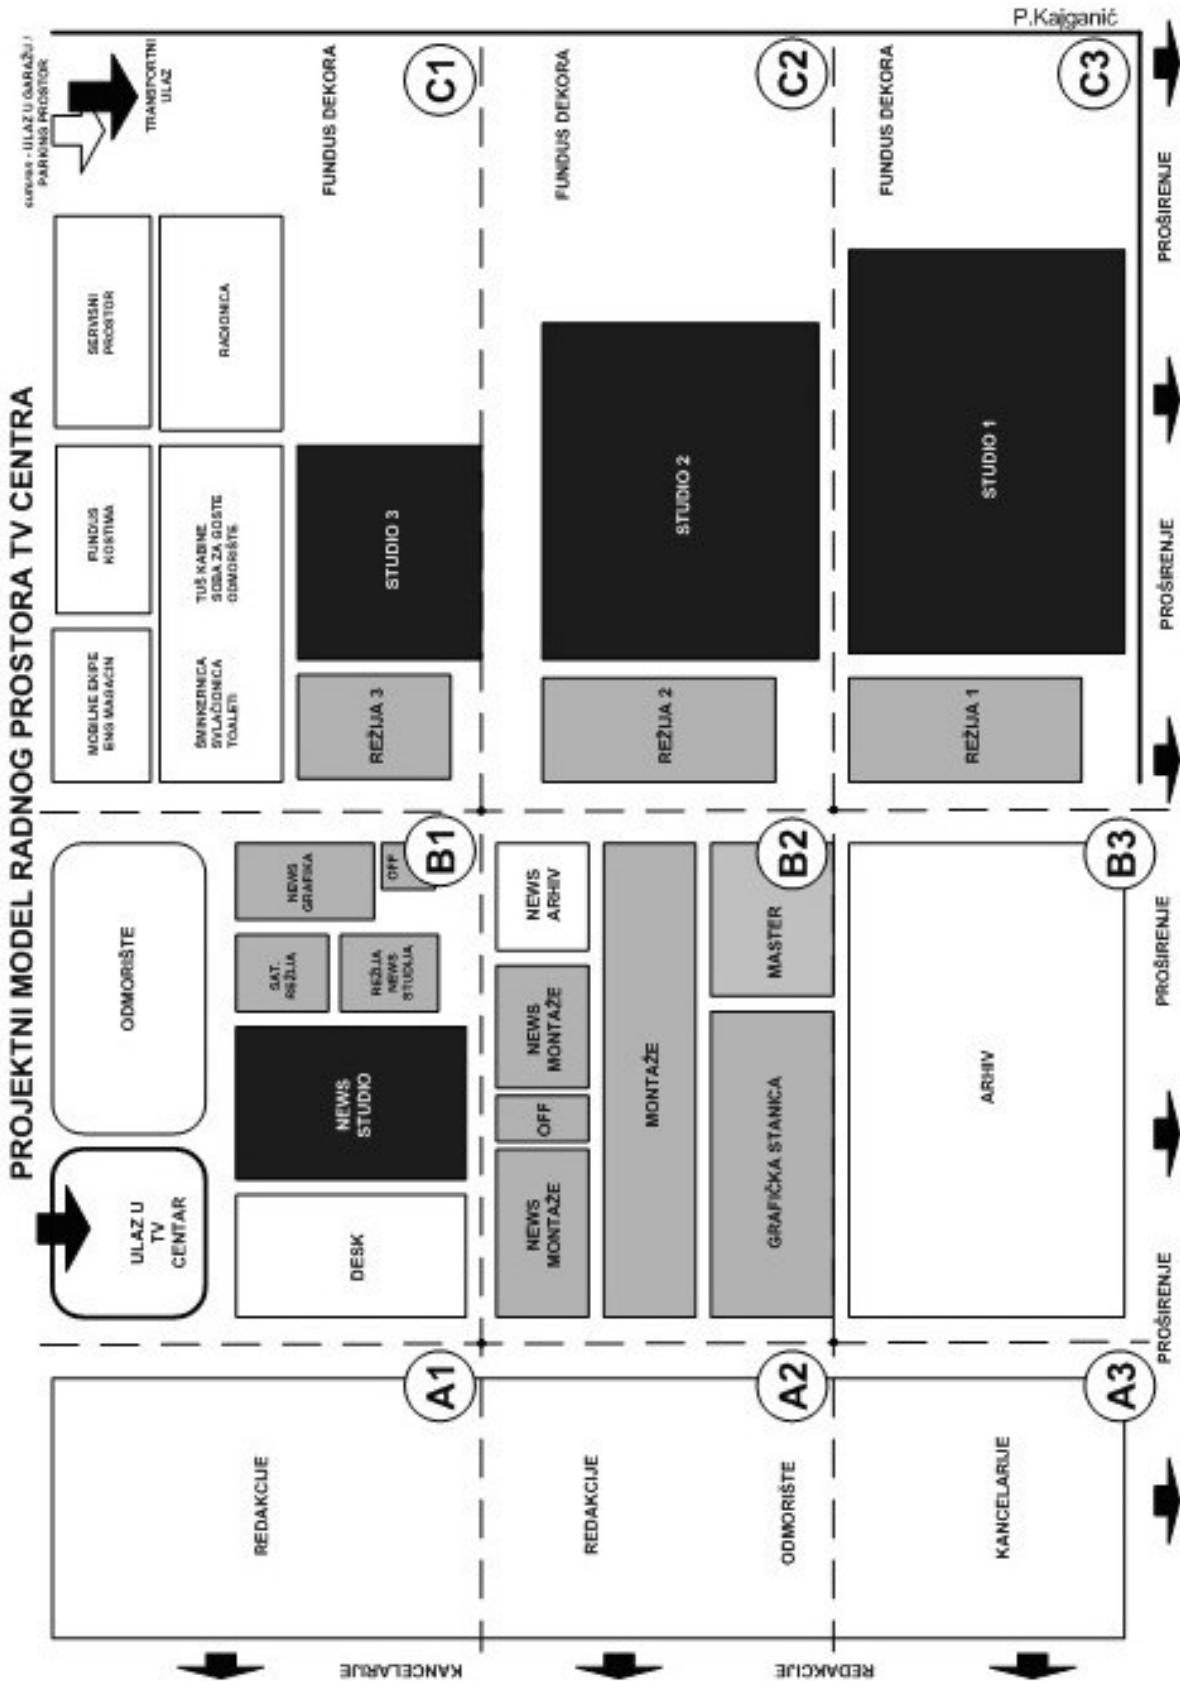 PROJEKTNI MODEL RADNOG PROSTORA TV CENTRA
P.Kajganić
ULAZ U GARAŽU /
PARKING PROSTOR
TRANSPORTNI
ULAZ
ULAZ U
TV
CENTAR
ODMORIŠTE
MOBILNE EKIPE
ENG MAGACIN
FUNDUS
KOSTIMA
SERVISNI
PROSTOR
ŠMINKERNICA
SVLAČIONICA
TOALETI
TUŠ KABINE
SOBA ZA GOSTE
ODMORIŠTE
RADIONICA
REDAKCIJE
A1
DESK
NEWS
STUDIO
SAT.
REŽIJA
REŽIJA
NEWS
STUDIJA
NEWS
GRAFIKA
OFF
B1
REŽIJA 3
STUDIO 3
FUNDUS DEKORA
C1
REDAKCIJE
ODMORIŠTE
A2
NEWS
MONTAŽE
OFF
NEWS
MONTAŽE
NEWS
ARHIV
MONTAŽE
GRAFIČKA STANICA
MASTER
B2
REŽIJA 2
STUDIO 2
FUNDUS DEKORA
C2
KANCELARIJE
A3
ARHIV
B3
REŽIJA 1
STUDIO 1
FUNDUS DEKORA
C3
KANCELARIJE
REDAKCIJE
PROŠIRENJE
PROŠIRENJE
PROŠIRENJE
PROŠIRENJE